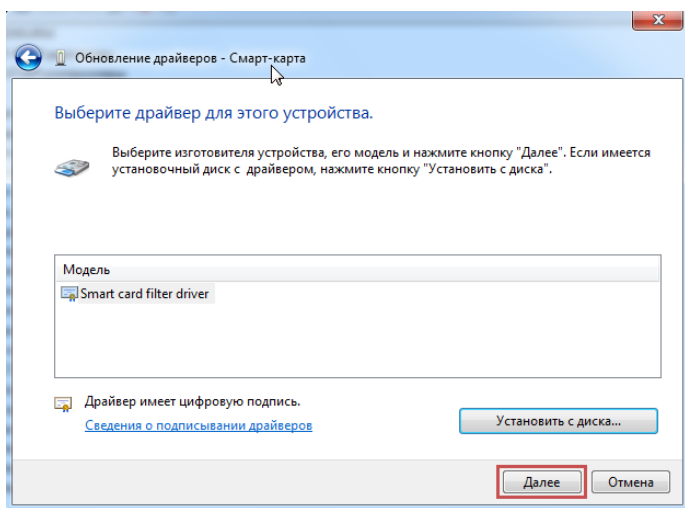 Обновление драйверов - Смарт-карта
Выберите драйвер для этого устройства.
Выберите изготовителя устройства, его модель и нажмите кнопку "Далее". Если имеется
установочный диск с драйвером, нажмите кнопку "Установить с диска".
Модель
Smart card filter driver
Драйвер имеет цифровую подпись.
Сведения о подписывании драйверов
Установить с диска...
Далее
Отмена